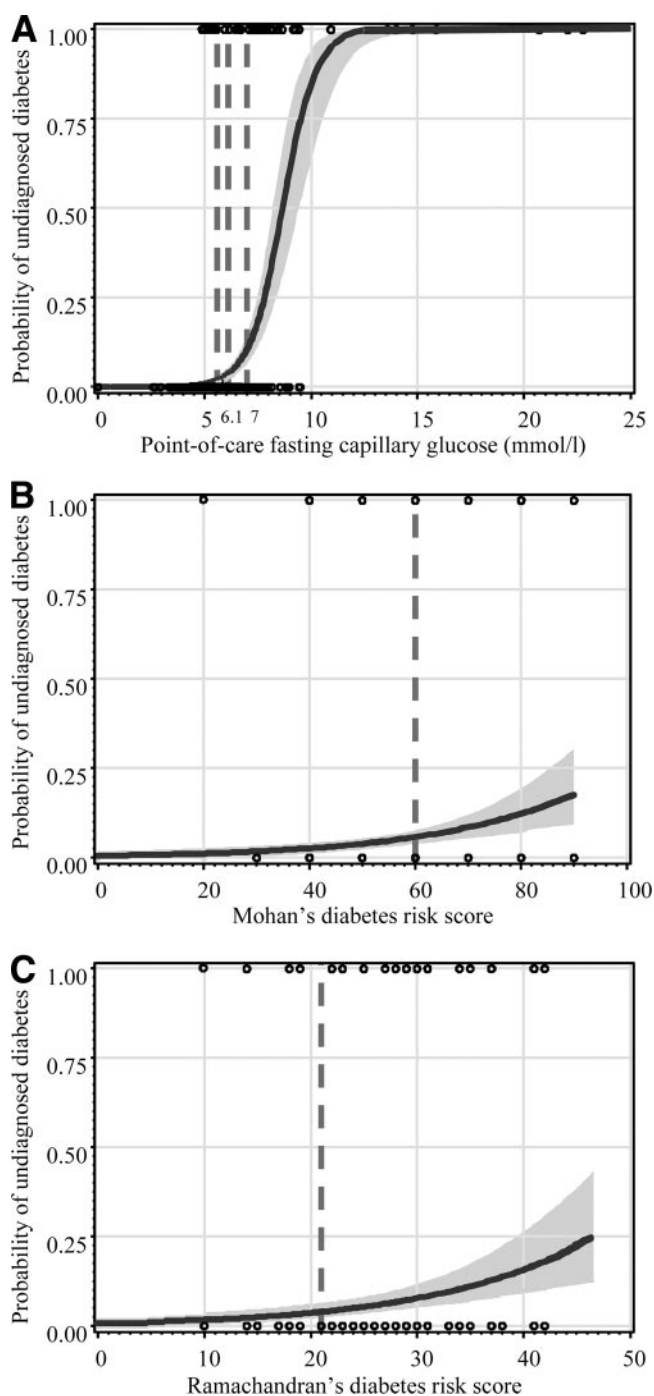 A
1.00
0.75
0.50
0.25
0.00
Probability of undiagnosed diabetes
0 5 6.1 7 10 15 20 25
Point-of-care fasting capillary glucose (mmol/l)
B
1.00
0.75
0.50
0.25
0.00
Probability of undiagnosed diabetes
0 20 40 60 80 100
Mohan's diabetes risk score
C
1.00
0.75
0.50
0.25
0.00
Probability of undiagnosed diabetes
0 10 20 30 40 50
Ramachandran's diabetes risk score